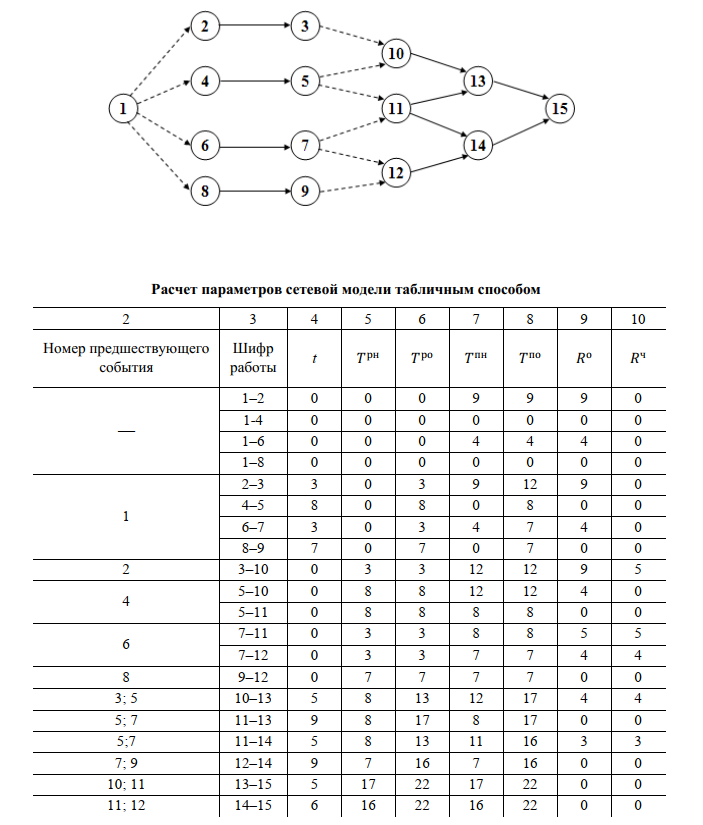 2 3
10
4 5 13
1 11 15
6 7 14
12
8 9
Расчет параметров сетевой модели табличным способом
2 3 4 5 6 7 8 9 10
Номер предшествующего события Шифр работы t Tрн Tро Tпн Tпо Rо Rч
— 1–2 0 0 0 9 9 9 0
1-4 0 0 0 0 0 0 0
1–6 0 0 0 4 4 4 0
1–8 0 0 0 0 0 0 0
1 2–3 3 0 3 9 12 9 0
4–5 8 0 8 0 8 0 0
6–7 3 0 3 4 7 4 0
8–9 7 0 7 0 7 0 0
2 3–10 0 3 3 12 12 9 5
4 5–10 0 8 8 12 12 4 0
5–11 0 8 8 8 8 0 0
6 7–11 0 3 3 8 8 5 5
7–12 0 3 3 7 7 4 4
8 9–12 0 7 7 7 7 0 0
3; 5 10–13 5 8 13 12 17 4 4
5; 7 11–13 9 8 17 8 17 0 0
5;7 11–14 5 8 13 11 16 3 3
7; 9 12–14 9 7 16 7 16 0 0
10; 11 13–15 5 17 22 17 22 0 0
11; 12 14–15 6 16 22 16 22 0 0